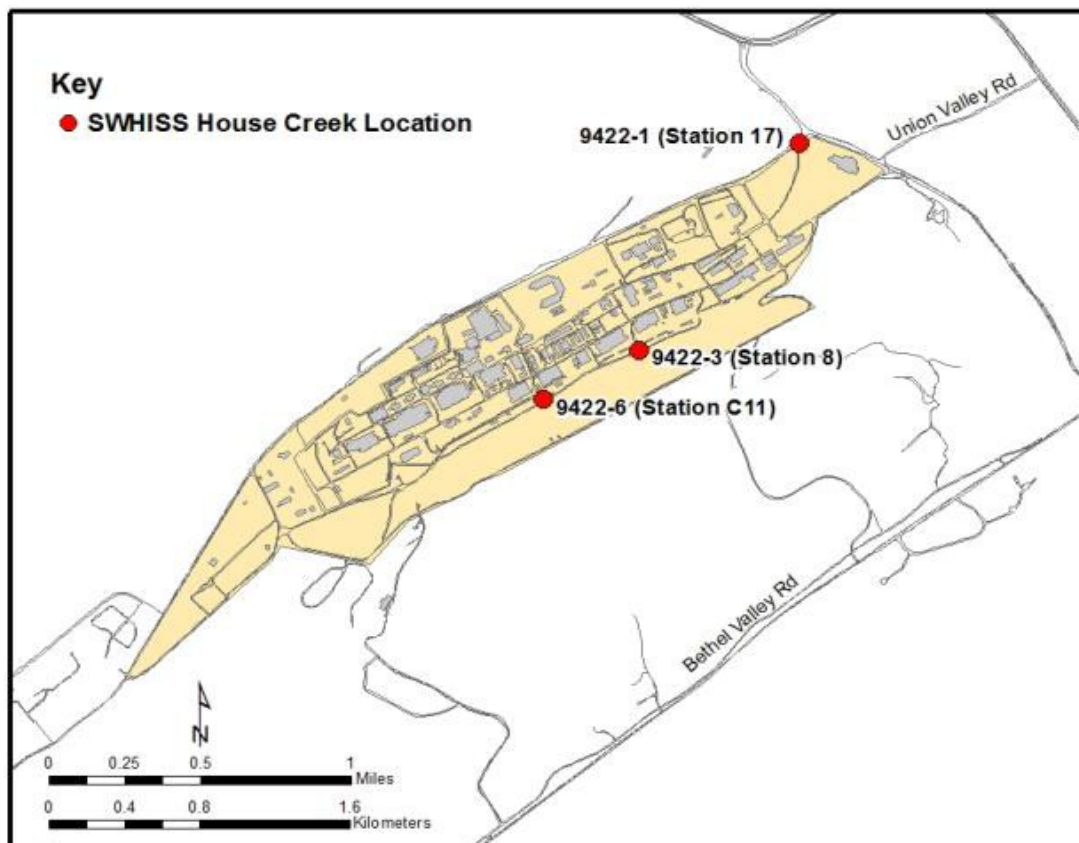 Key
SWHISS House Creek Location
9422-1 (Station 17)
Union Valley Rd
9422-3 (Station 8)
9422-6 (Station C11)
Bethel Valley Rd
N
0 0.25 0.5 1
Miles
0 0.4 0.8 1.6
Kilometers